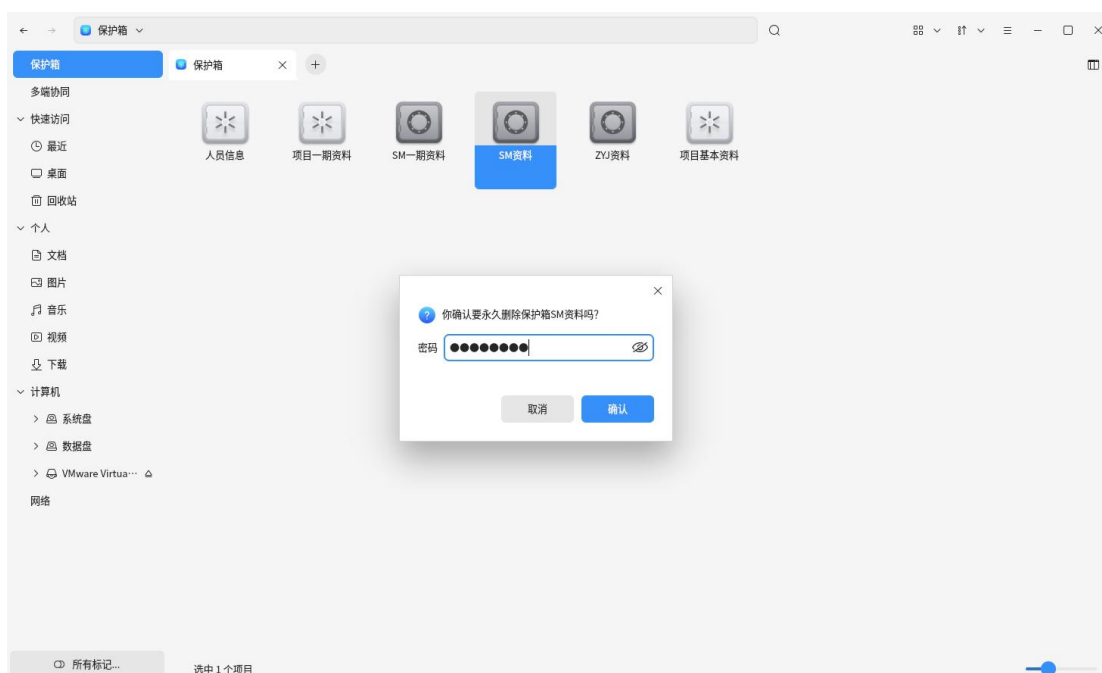 保护箱
保护箱
保护箱
多端协同
快速访问
最近
桌面
回收站
个人
文档
图片
音乐
视频
下载
计算机
系统盘
数据盘
VMware Virtua…
网络
人员信息
项目一期资料
SM一期资料
SM资料
ZYJ资料
项目基本资料
你确认要永久删除保护箱SM资料吗?
密码
取消
确认
所有标记...
选中 1 个项目